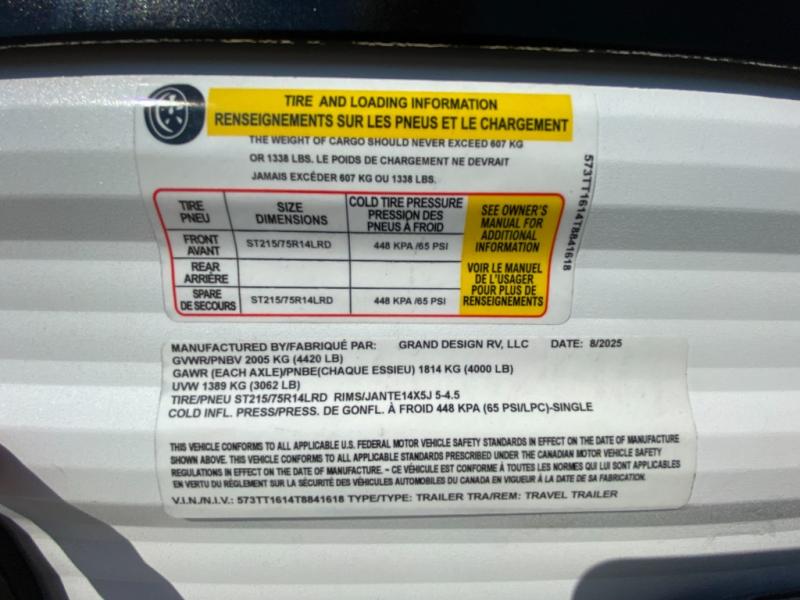 TIRE AND LOADING INFORMATION
RENSEIGNEMENTS SUR LES PNEUS ET LE CHARGEMENT
THE WEIGHT OF CARGO SHOULD NEVER EXCEED 607 KG
OR 1338 LBS. LE POIDS DE CHARGEMENT NE DEVRAIT
JAMAIS EXCÉDER 607 KG OU 1338 LBS.
573TT1614T8841618
TIRE
PNEU
SIZE
DIMENSIONS
COLD TIRE PRESSURE
PRESSION DES
PNEUS À FROID
SEE OWNER'S
MANUAL FOR
ADDITIONAL
INFORMATION
VOIR LE MANUEL
DE L'USAGER
POUR PLUS DE
RENSEIGNEMENTS
FRONT
AVANT
ST215/75R14LRD
448 KPA /65 PSI
REAR
ARRIÈRE
SPARE
DE SECOURS
ST215/75R14LRD
448 KPA /65 PSI
MANUFACTURED BY/FABRIQUÉ PAR: GRAND DESIGN RV, LLC DATE: 8/2025
GVWR/PNBV 2005 KG (4420 LB)
GAWR (EACH AXLE)/PNBE(CHAQUE ESSIEU) 1814 KG (4000 LB)
UVW 1389 KG (3062 LB)
TIRE/PNEU ST215/75R14LRD RIMS/JANTE14X5J 5-4.5
COLD INFL. PRESS/PRESS. DE GONFL. À FROID 448 KPA (65 PSI/LPC)-SINGLE
THIS VEHICLE CONFORMS TO ALL APPLICABLE U.S. FEDERAL MOTOR VEHICLE SAFETY STANDARDS IN EFFECT ON THE DATE OF MANUFACTURE
SHOWN ABOVE. THIS VEHICLE CONFORMS TO ALL APPLICABLE STANDARDS PRESCRIBED UNDER THE CANADIAN MOTOR VEHICLE SAFETY
REGULATIONS IN EFFECT ON THE DATE OF MANUFACTURE. - CE VÉHICULE EST CONFORME À TOUTES LES NORMES QUI LUI SONT APPLICABLES
EN VERTU DU RÈGLEMENT SUR LA SÉCURITÉ DES VÉHICULES AUTOMOBILES DU CANADA EN VIGUEUR À LA DATE DE SA FABRICATION.
V.I.N./N.I.V.: 573TT1614T8841618 TYPE/TYPE: TRAILER TRA/REM: TRAVEL TRAILER